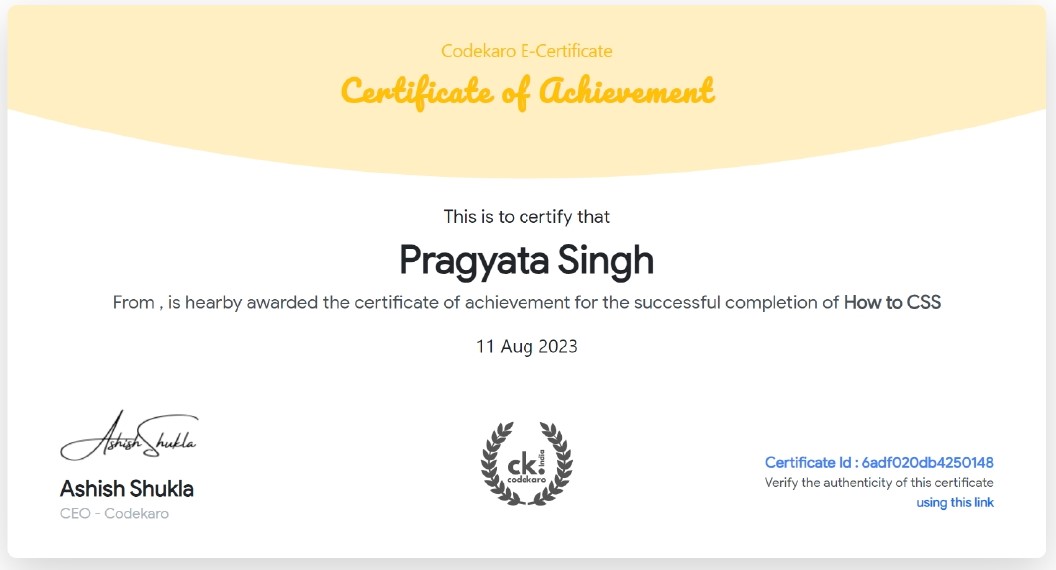 Codekaro E-Certificate
Certificate of Achievement
This is to certify that
Pragyata Singh
From , is hearby awarded the certificate of achievement for the successful completion of How to CSS
11 Aug 2023
Ashish Shukla
Ashish Shukla
CEO - Codekaro
ck. India
codekaro
Certificate Id : 6adf020db4250148
Verify the authenticity of this certificate
using this link